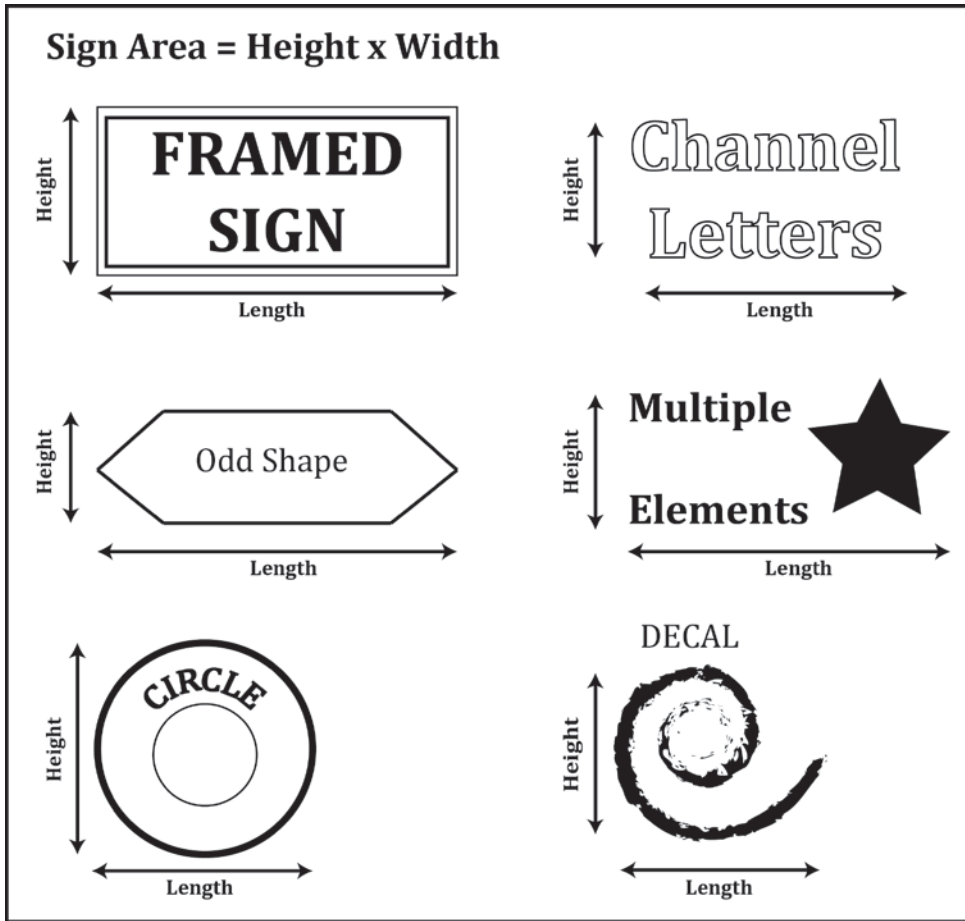 Sign Area = Height x Width
Height
FRAMED
SIGN
Length
Height
Channel
Letters
Length
Height
Odd Shape
Length
Height
Multiple
Elements
Length
Height
CIRCLE
Length
DECAL
Height
Length